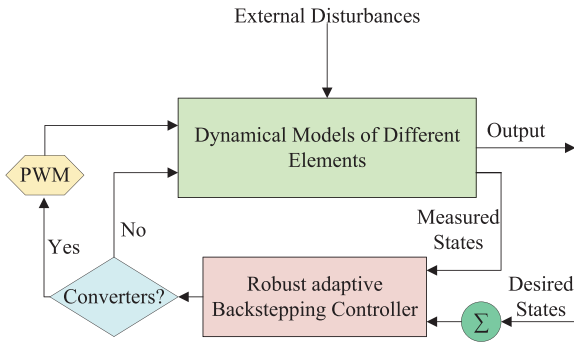 External Disturbances
Dynamical Models of Different
Elements
Output
PWM
No
Yes
Measured
States
Converters?
Robust adaptive
Backstepping Controller
Desired
States
Σ